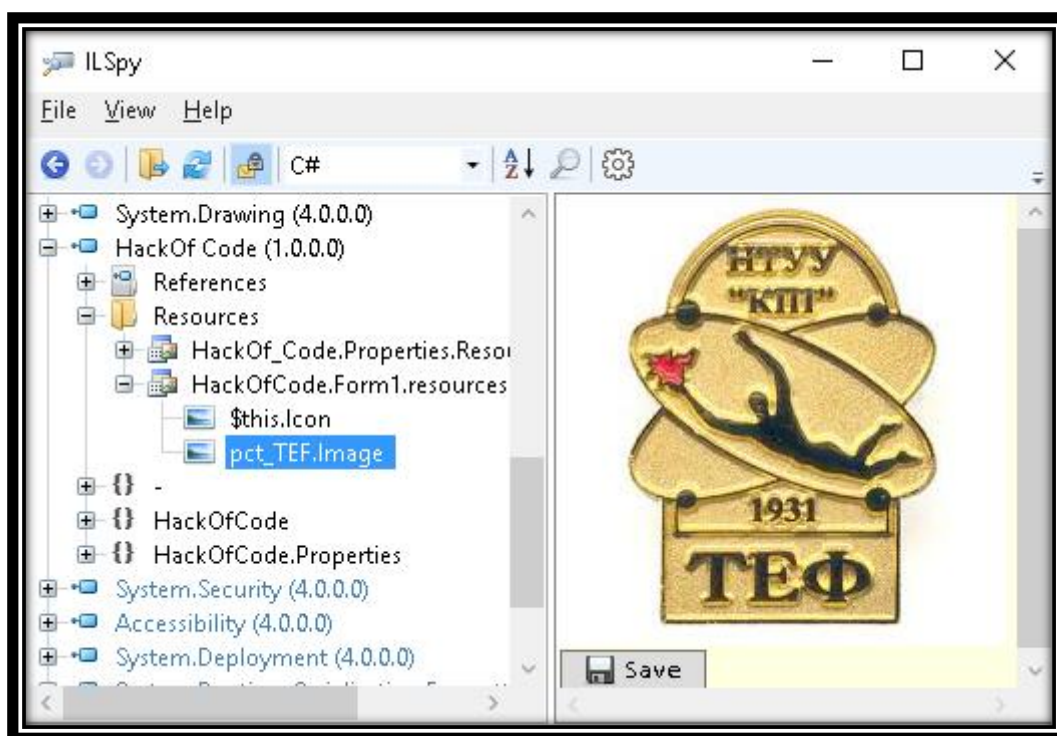 ILSpy
File View Help
C#
System.Drawing (4.0.0.0)
HackOf Code (1.0.0.0)
References
Resources
HackOf_Code.Properties.Resou
HackOfCode.Form1.resources
$this.Icon
pct_TEF.Image
{} -
{} HackOfCode
{} HackOfCode.Properties
System.Security (4.0.0.0)
Accessibility (4.0.0.0)
System.Deployment (4.0.0.0)
НТУУ
"КПІ"
1931
ТЕФ
Save